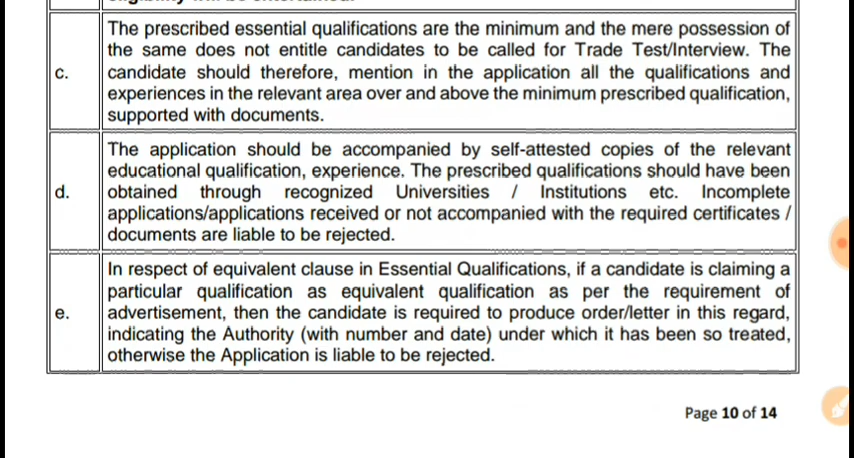 The prescribed essential qualifications are the minimum and the mere possession of
the same does not entitle candidates to be called for Trade Test/Interview. The
c. candidate should therefore, mention in the application all the qualifications and
experiences in the relevant area over and above the minimum prescribed qualification,
supported with documents.
The application should be accompanied by self-attested copies of the relevant
educational qualification, experience. The prescribed qualifications should have been
d. obtained through recognized Universities / Institutions etc. Incomplete
applications/applications received or not accompanied with the required certificates /
documents are liable to be rejected.
In respect of equivalent clause in Essential Qualifications, if a candidate is claiming a
particular qualification as equivalent qualification as per the requirement of
e. advertisement, then the candidate is required to produce order/letter in this regard,
indicating the Authority (with number and date) under which it has been so treated,
otherwise the Application is liable to be rejected.
Page 10 of 14